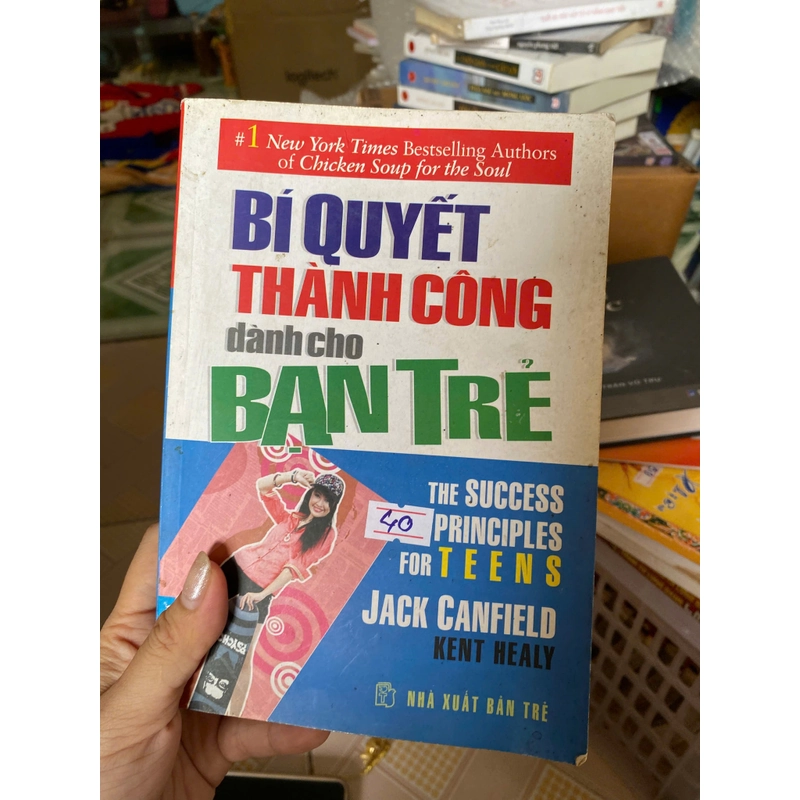 #1 New York Times Bestselling Authors
of Chicken Soup for the Soul
BÍ QUYẾT
THÀNH CÔNG
dành cho
BẠN TRẺ
THE SUCCESS
PRINCIPLES
FOR TEENS
40
JACK CANFIELD
KENT HEALY
NHÀ XUẤT BẢN TRẺ
logitech